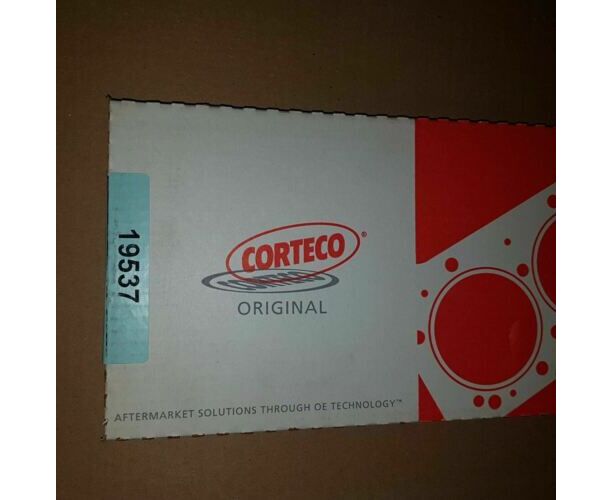 19537
CORTECO®
CORTECO
ORIGINAL
AFTERMARKET SOLUTIONS THROUGH OE TECHNOLOGY™